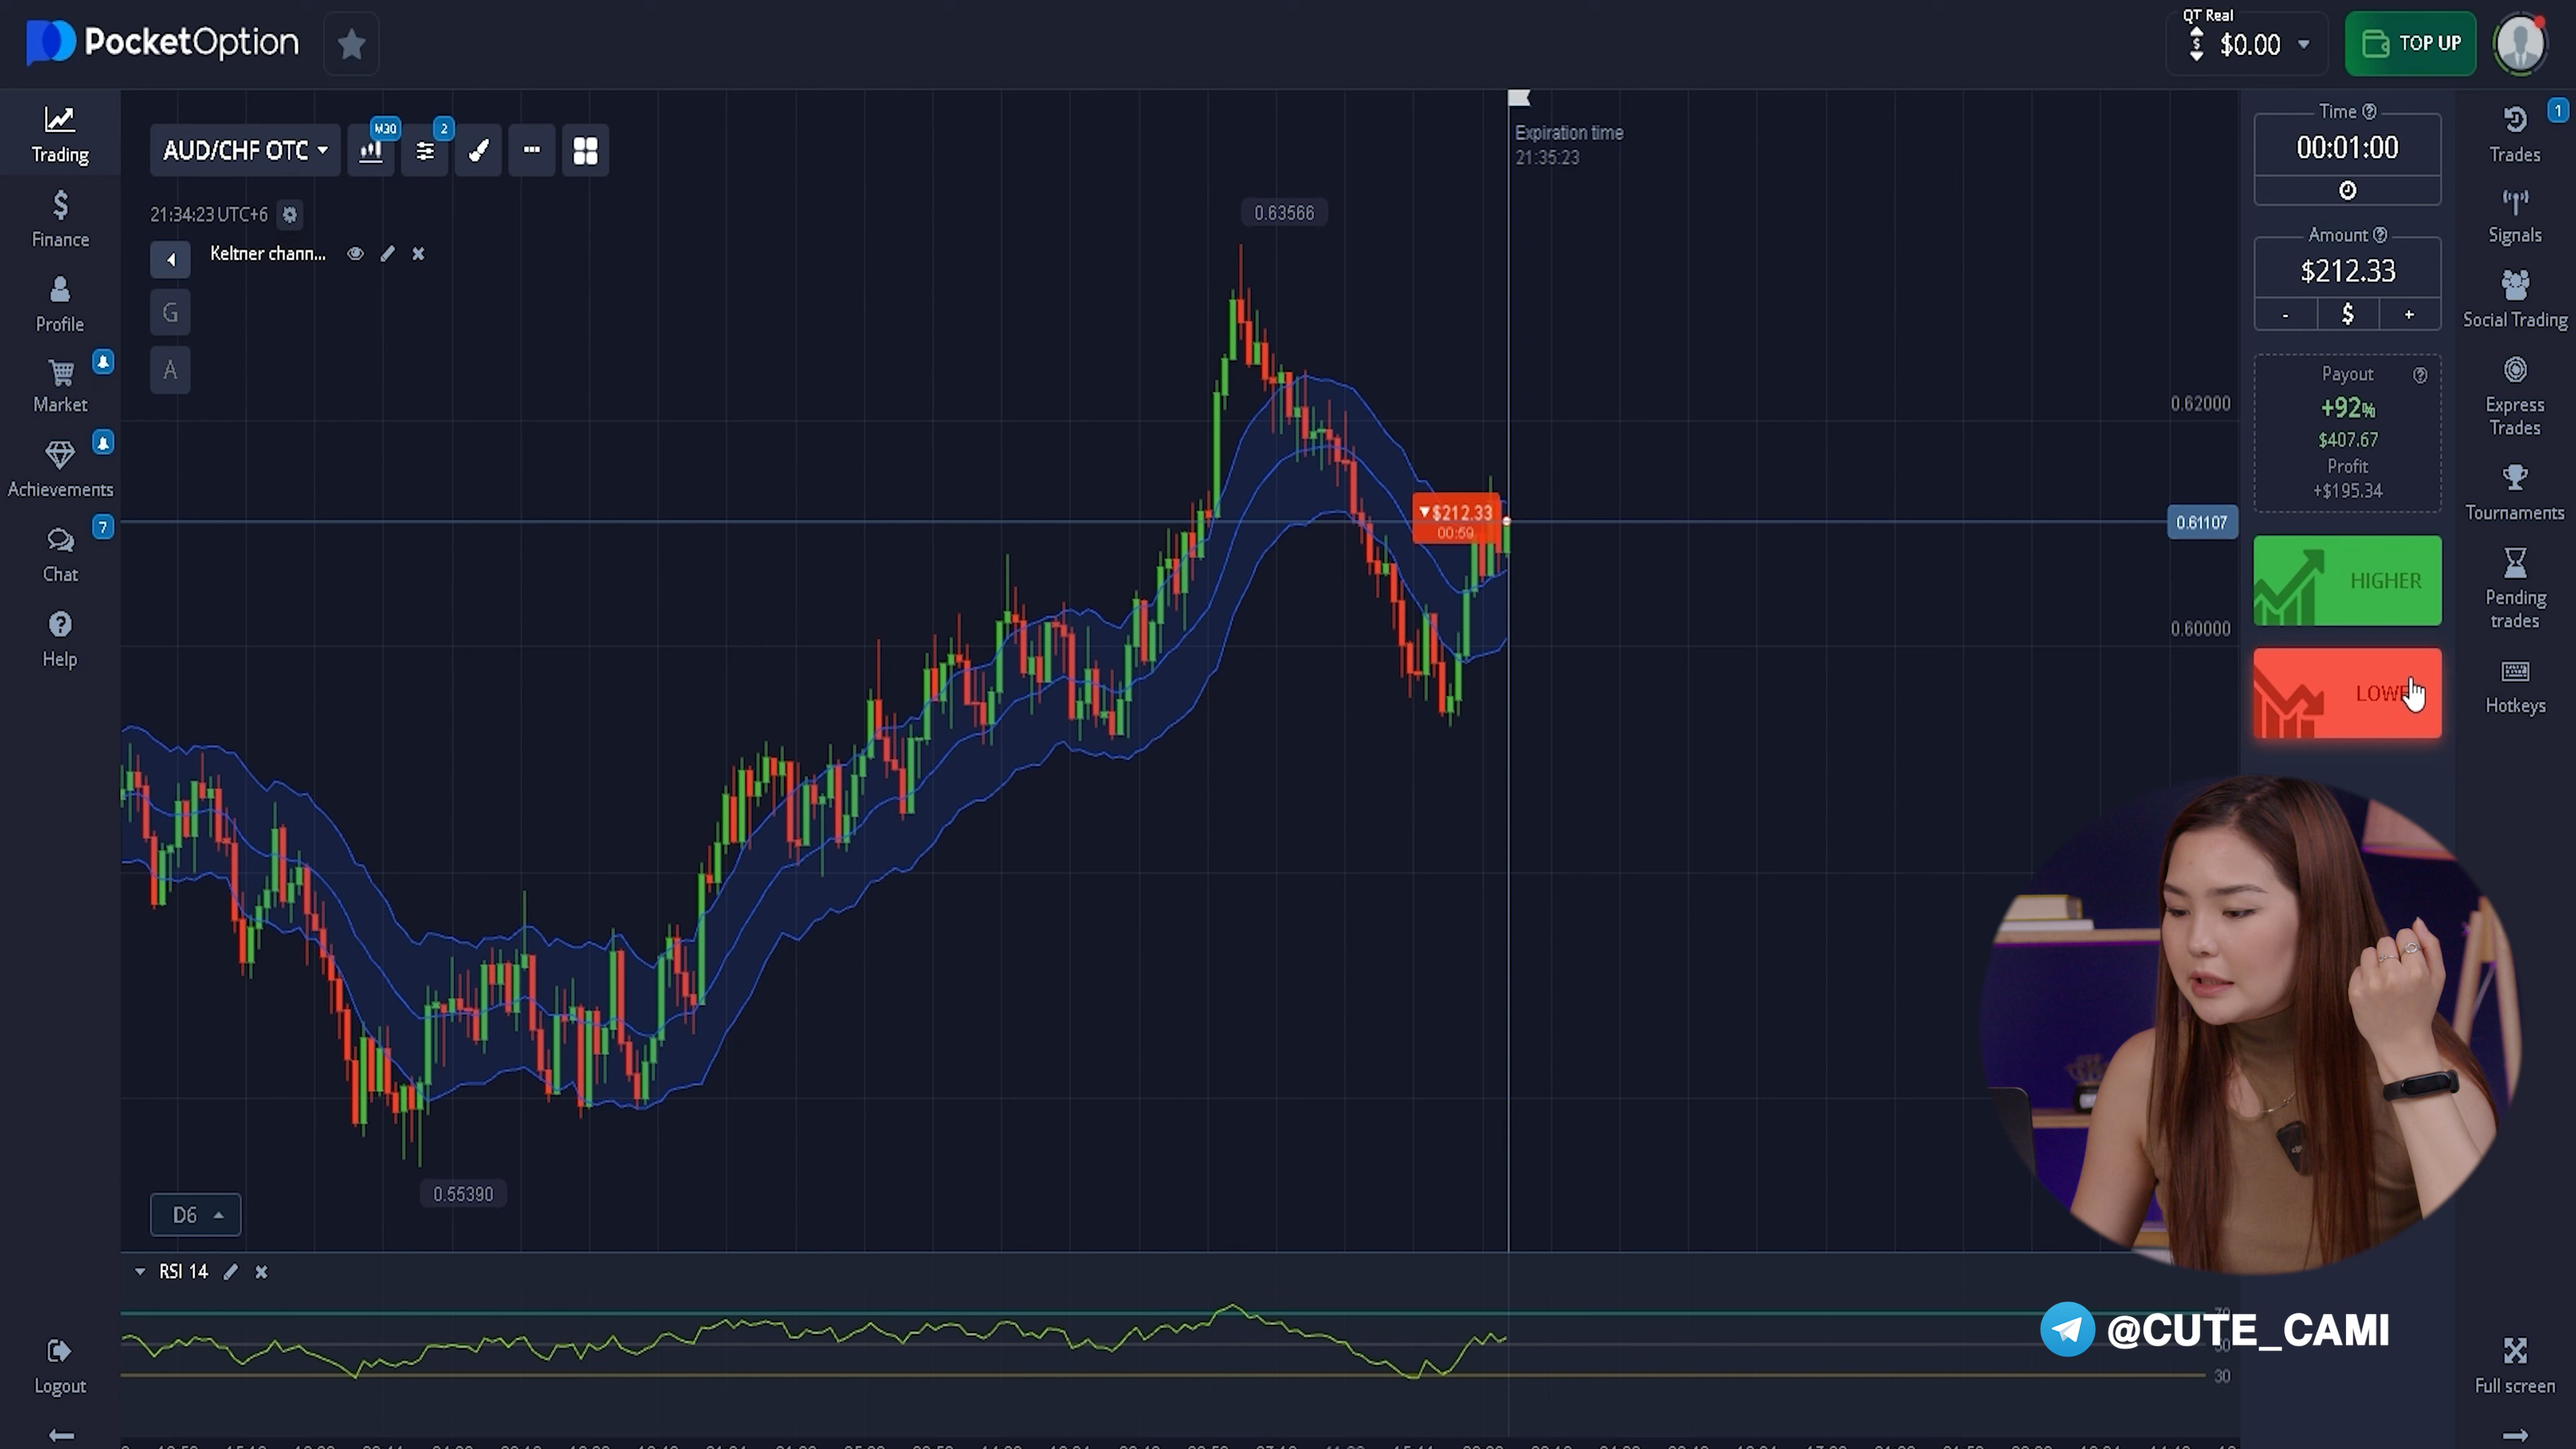 PocketOption
QT Real
$0.00
TOP UP
Trading
Finance
Profile
Market
Achievements
7
Chat
Help
Logout
AUD/CHF OTC
M30
2
21:34:23 UTC+6
Keltner chann...
G
A
Expiration time
21:35:23
0.63566
0.62000
▼$212.33
00:59
0.61107
0.60000
0.55390
D6
RSI 14
30
Time
00:01:00
Amount
$212.33
- $ +
Payout
+92%
$407.67
Profit
+$195.34
HIGHER
1
Trades
Signals
Social Trading
Express
Trades
Tournaments
Pending
trades
Hotkeys
Full screen
@CUTE_CAMI